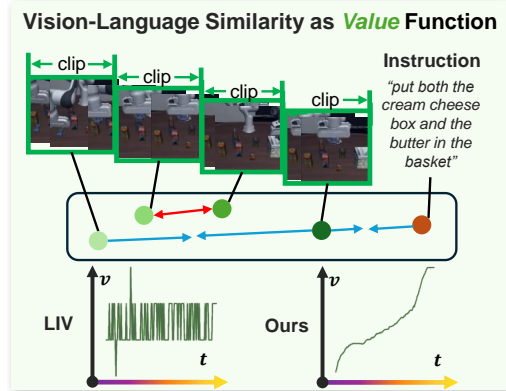 Vision-Language Similarity as Value Function
clip
clip
clip
clip
Instruction
"put both the
cream cheese
box and the
butter in the
basket"
v
LIV
t
v
Ours
t